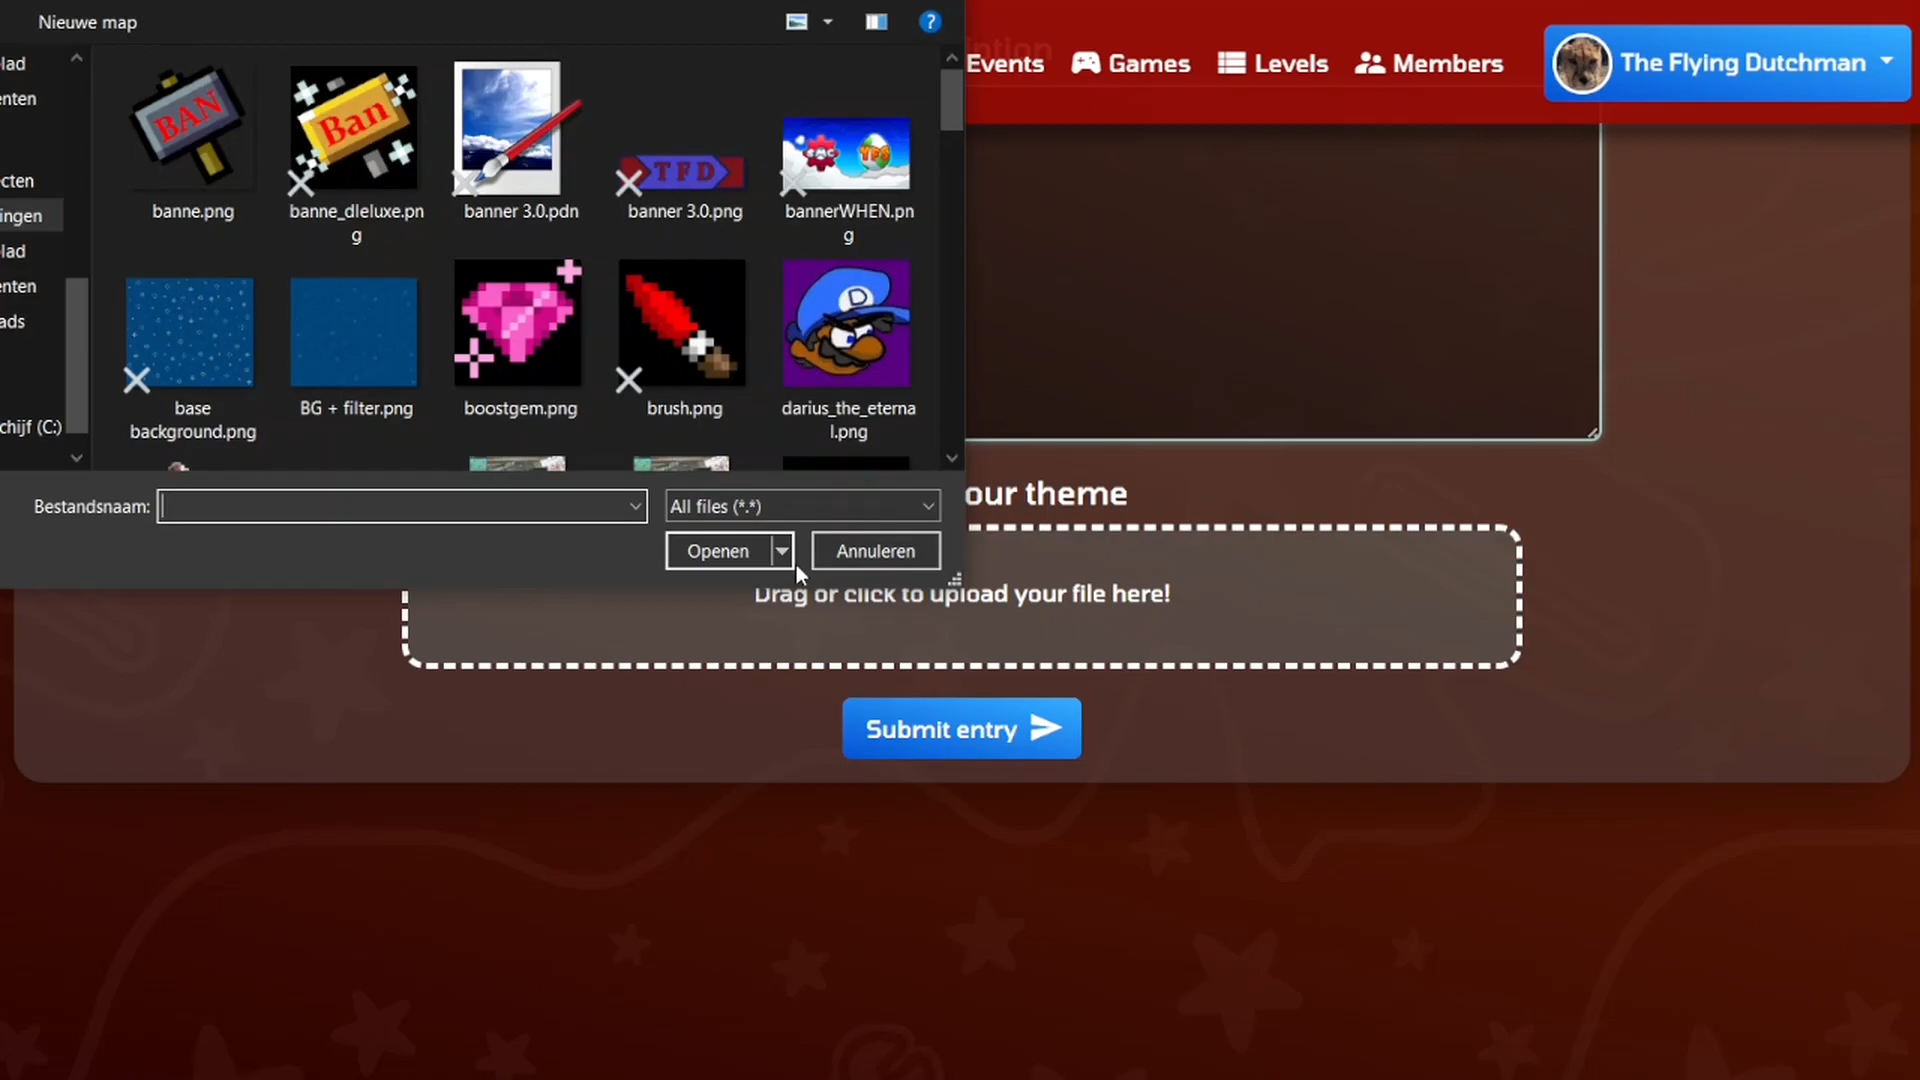 Nieuwe map
Events
Games
Levels
Members
The Flying Dutchman
lad
enten
cten
ingen
lad
enten
ads
chijf (C:)
BAN
Ban
TFD
SMC
YFS
D
banne.png
banne_dleluxe.pn
g
banner 3.0.pdn
banner 3.0.png
bannerWHEN.pn
g
base
background.png
BG + filter.png
boostgem.png
brush.png
darius_the_eterna
l.png
Bestandsnaam:
All files (*.*)
Openen
Annuleren
our theme
Drag or click to upload your file here!
Submit entry